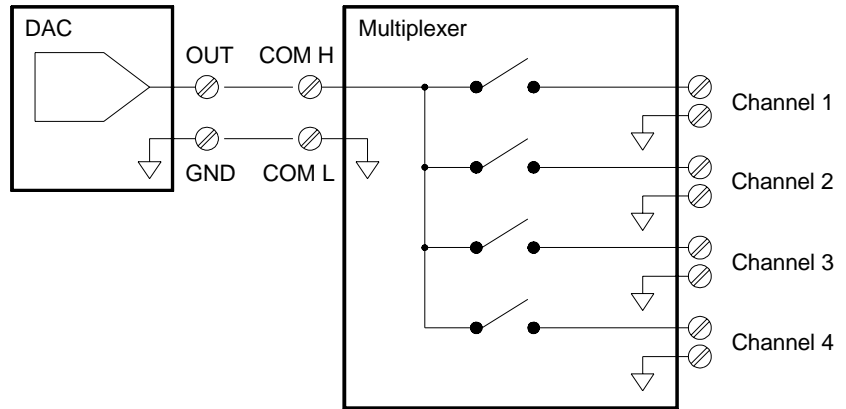 DAC
Multiplexer
OUT
COM H
GND
COM L
Channel 1
Channel 2
Channel 3
Channel 4